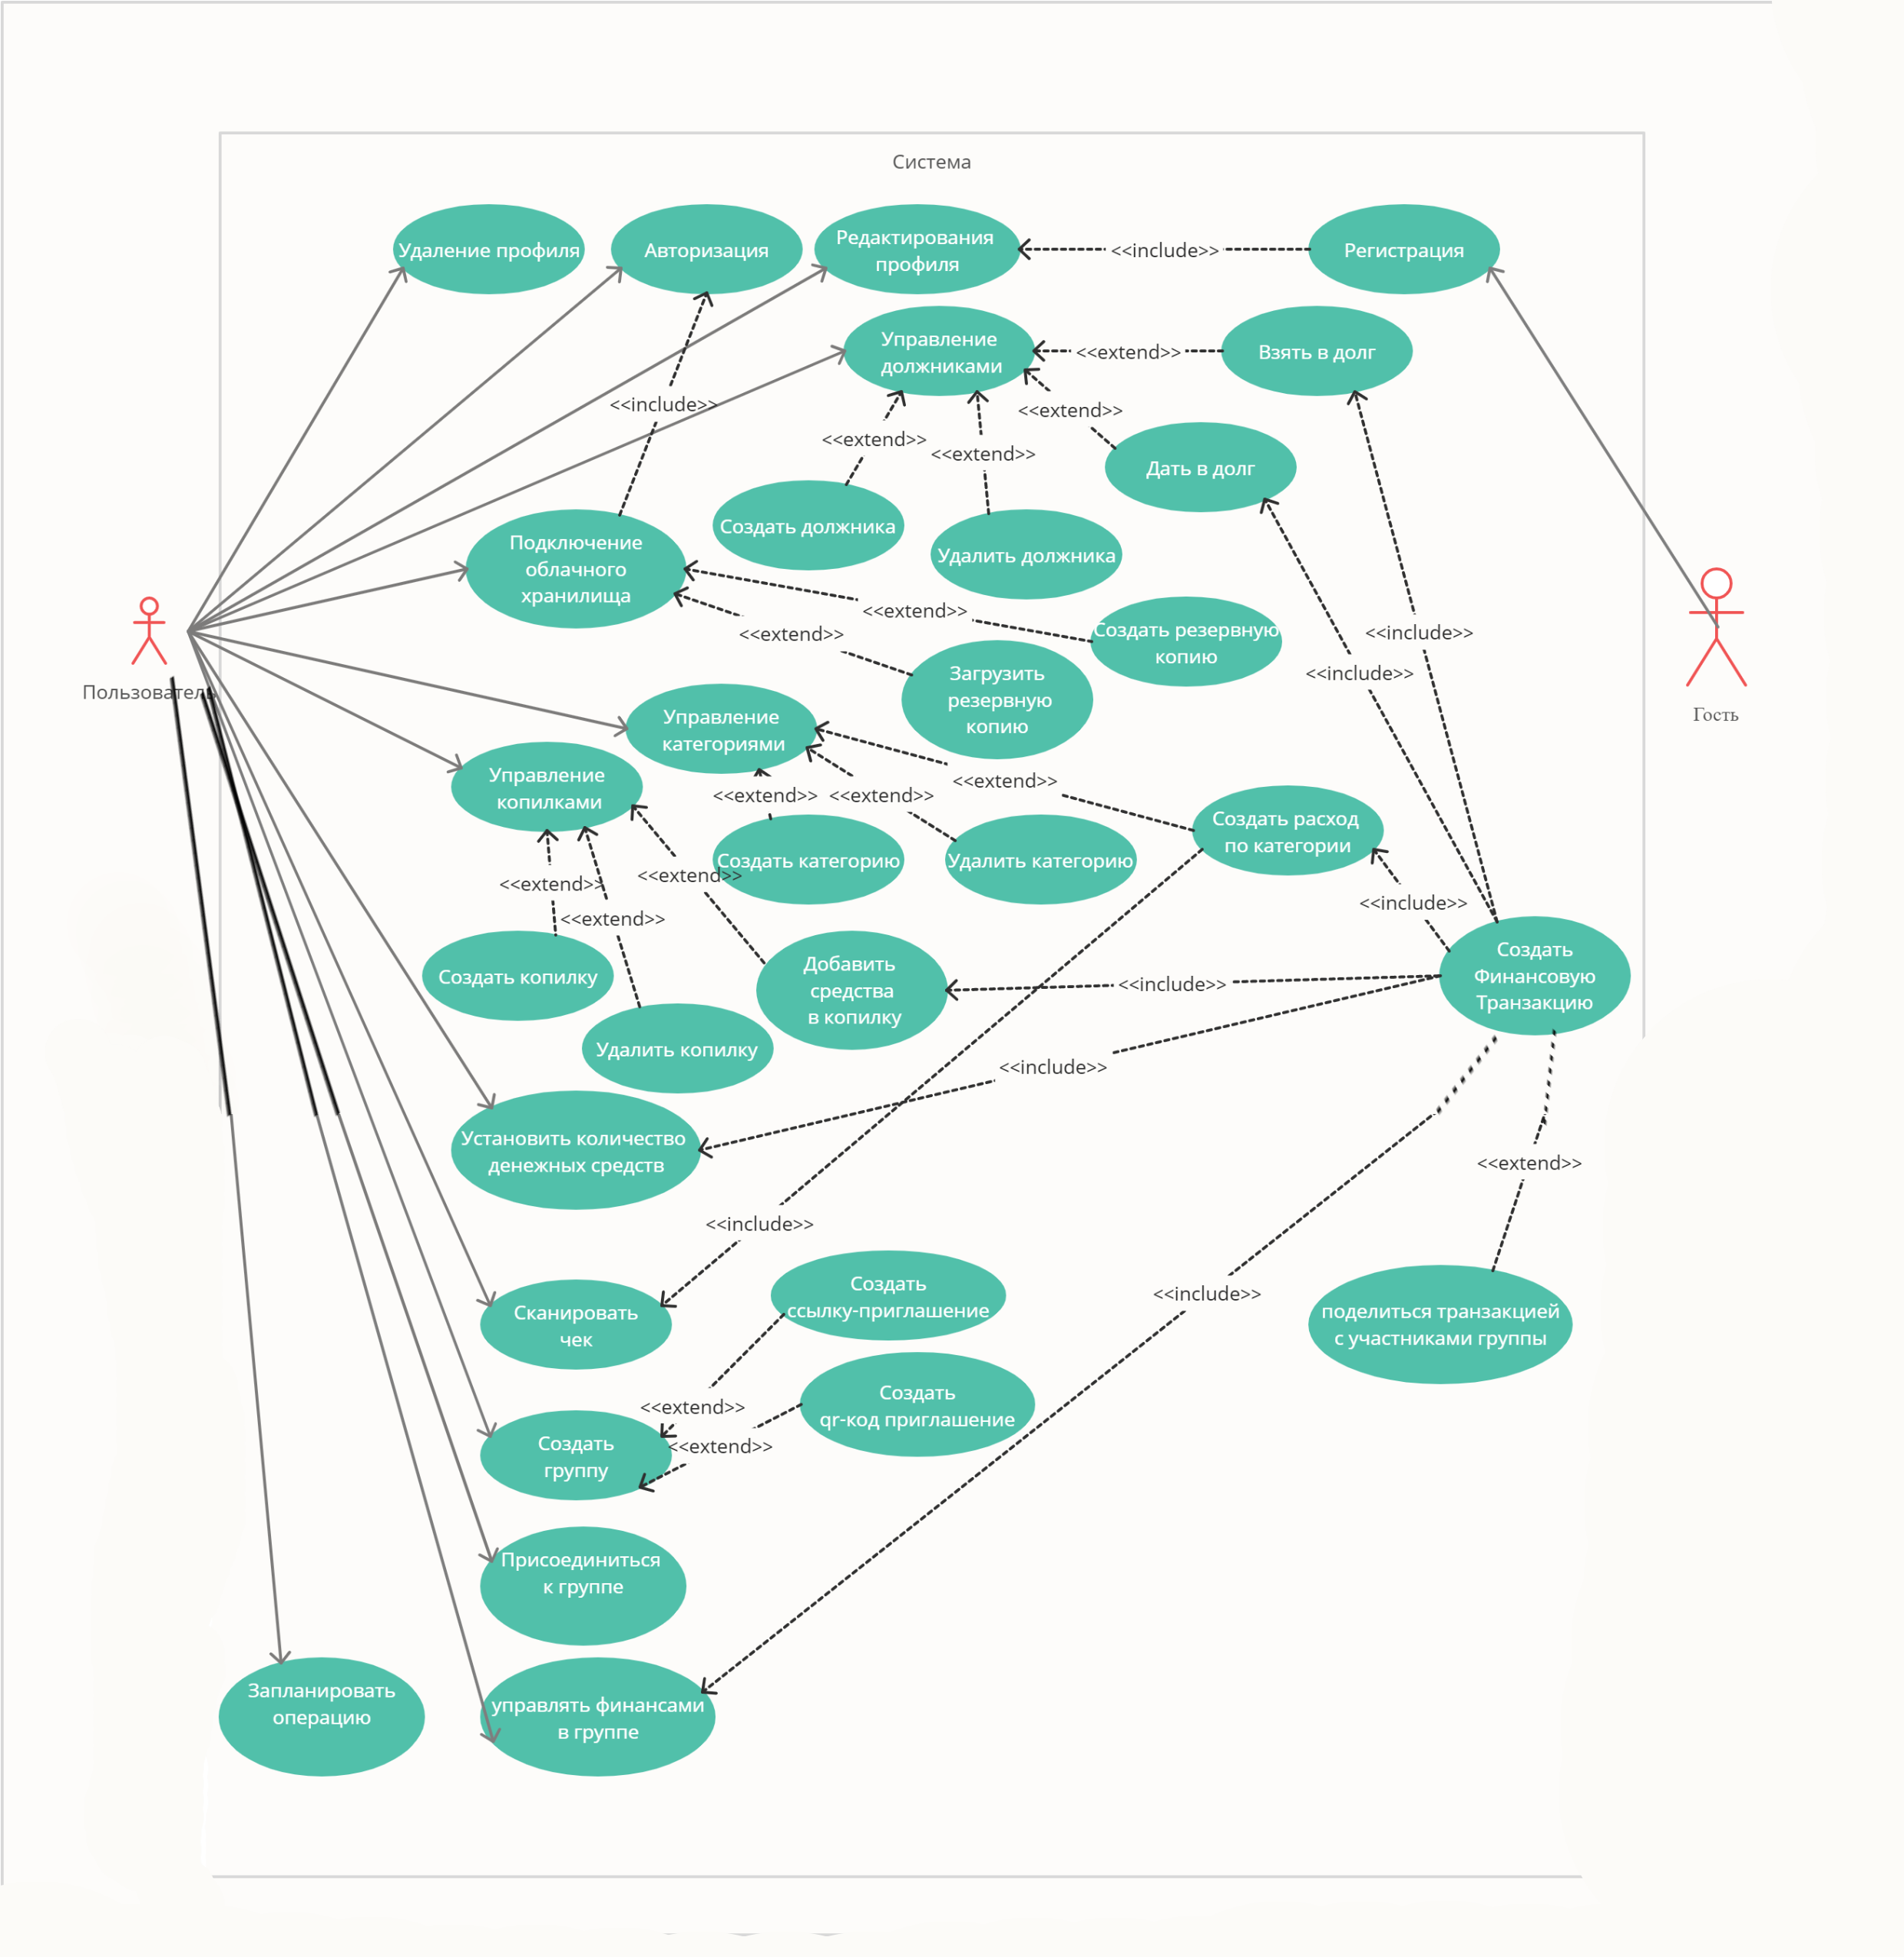 Система
Удаление профиля
Авторизация
Редактирования
профиля
<<include>>
Регистрация
Управление
должниками
<<extend>>
Взять в долг
<<include>>
<<extend>>
<<extend>>
<<extend>>
Дать в долг
Создать должника
Удалить должника
Подключение
облачного
хранилища
<<extend>>
<<extend>>
Создать резервную
копию
<<include>>
<<include>>
Загрузить
резервную
копию
Пользователь
Гость
Управление
категориями
Управление
копилками
<<extend>>
<<extend>>
<<extend>>
Создать расход
по категории
Создать категорию
Удалить категорию
<<extend>>
<<extend>>
<<extend>>
<<include>>
Создать копилку
Добавить
средства
в копилку
<<include>>
Создать
Финансовую
Транзакцию
Удалить копилку
<<include>>
Установить количество
денежных средств
<<extend>>
<<include>>
Создать
ссылку-приглашение
<<include>>
Сканировать
чек
поделиться транзакцией
с участниками группы
<<extend>>
Создать
qr-код приглашение
<<extend>>
Создать
группу
Присоединиться
к группе
Запланировать
операцию
управлять финансами
в группе